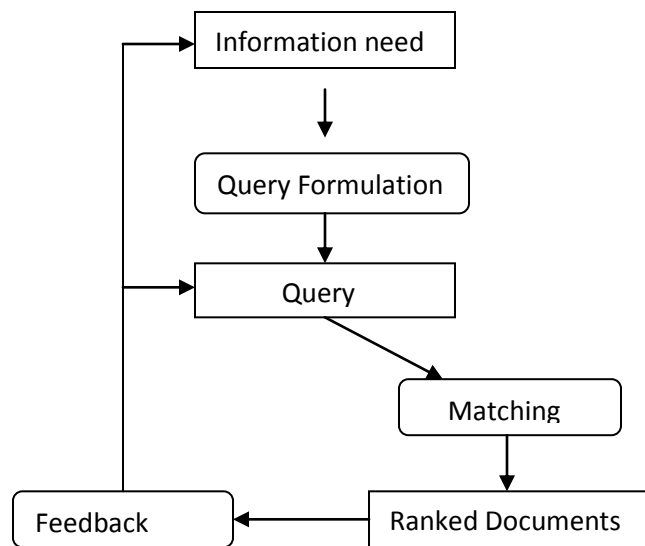 Information need
Query Formulation
Query
Matching
Ranked Documents
Feedback